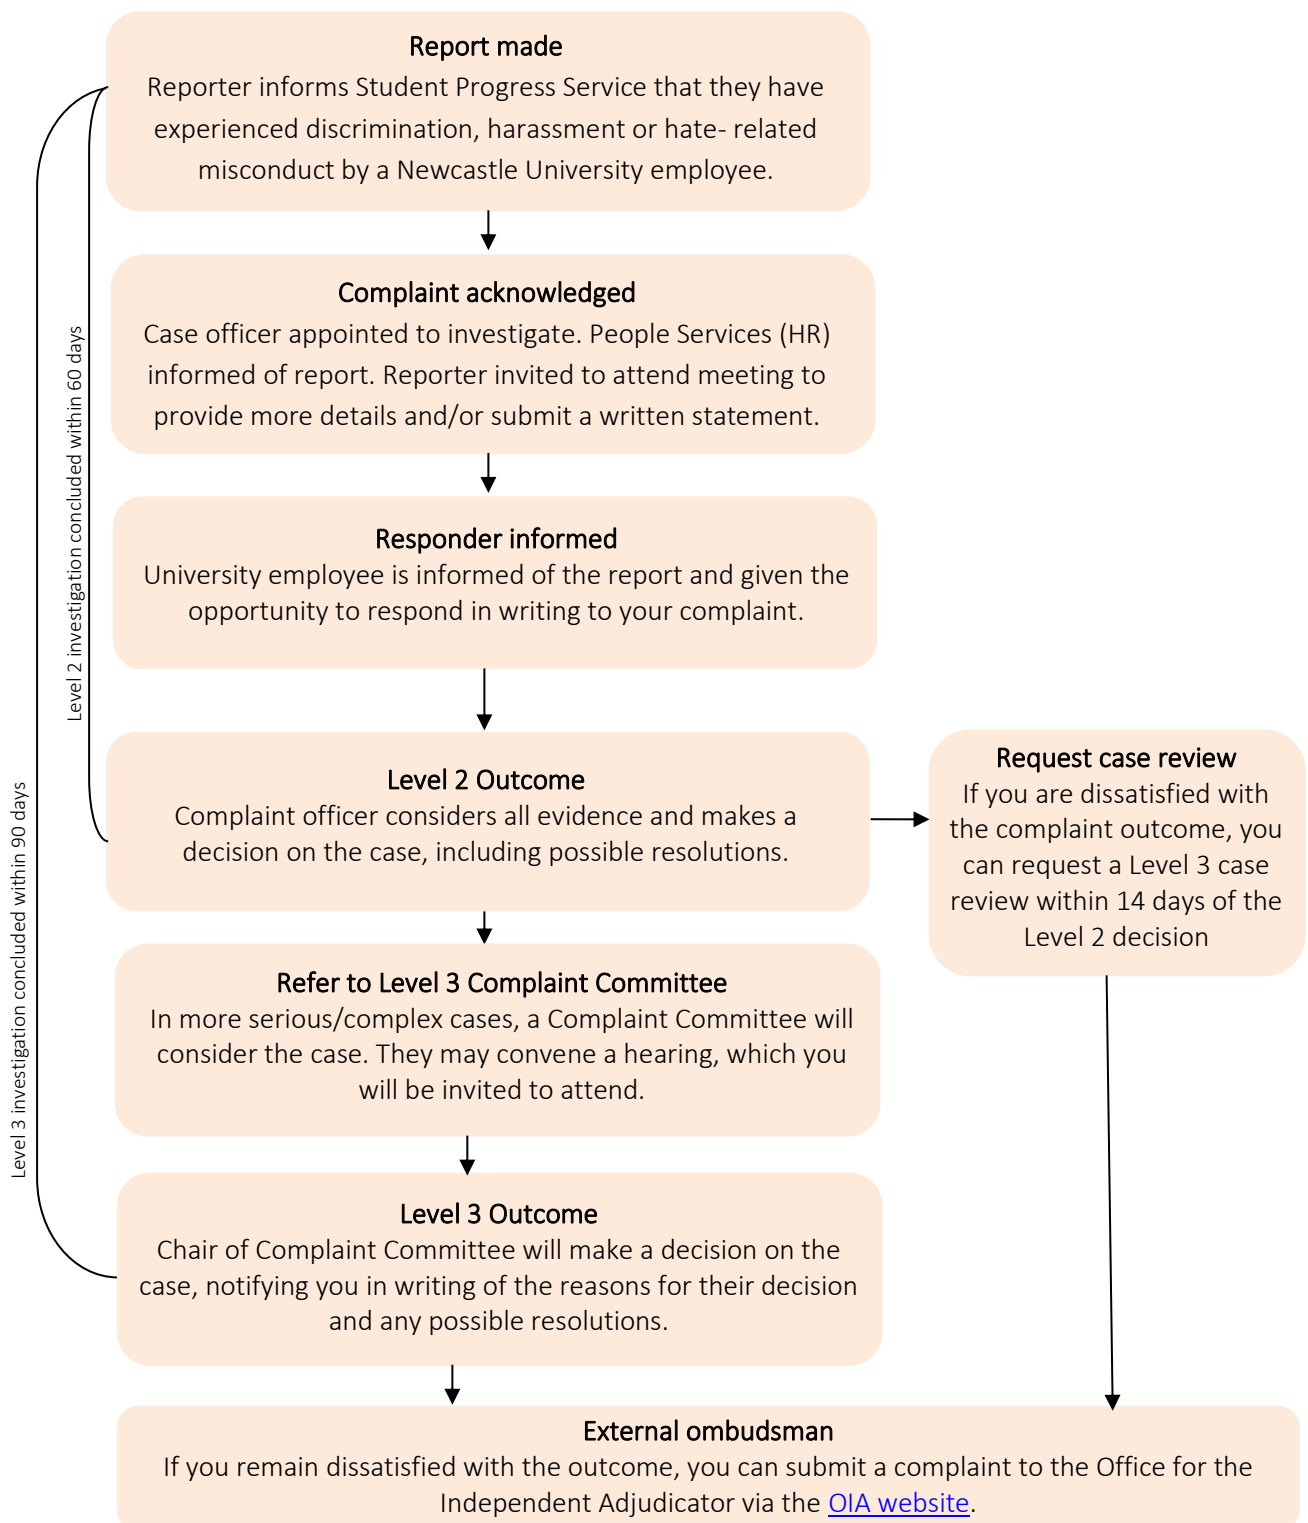 Report made
Reporter informs Student Progress Service that they have
experienced discrimination, harassment or hate- related
misconduct by a Newcastle University employee.
Complaint acknowledged
Case officer appointed to investigate. People Services (HR)
informed of report. Reporter invited to attend meeting to
provide more details and/or submit a written statement.
Level 2 investigation concluded within 60 days
Responder informed
University employee is informed of the report and given the
opportunity to respond in writing to your complaint.
Level 2 Outcome
Complaint officer considers all evidence and makes a
decision on the case, including possible resolutions.
Request case review
If you are dissatisfied with
the complaint outcome, you
can request a Level 3 case
review within 14 days of the
Level 2 decision
Level 3 investigation concluded within 90 days
Refer to Level 3 Complaint Committee
In more serious/complex cases, a Complaint Committee will
consider the case. They may convene a hearing, which you
will be invited to attend.
Level 3 Outcome
Chair of Complaint Committee will make a decision on the
case, notifying you in writing of the reasons for their decision
and any possible resolutions.
External ombudsman
If you remain dissatisfied with the outcome, you can submit a complaint to the Office for the
Independent Adjudicator via the OIA website.